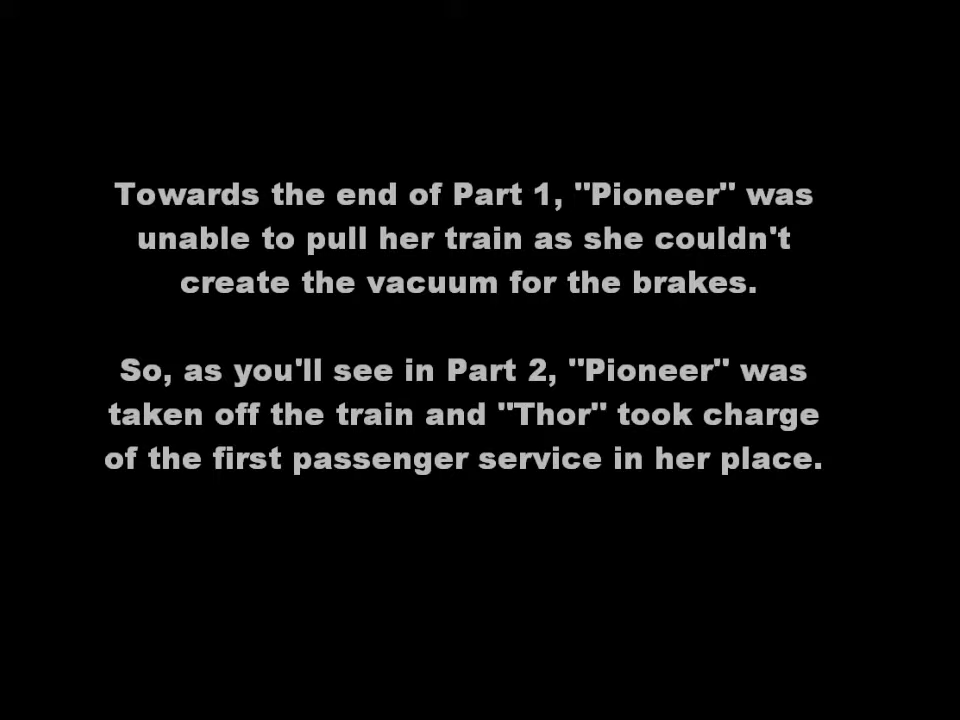 Towards the end of Part 1, "Pioneer" was
unable to pull her train as she couldn't
create the vacuum for the brakes.
So, as you'll see in Part 2, "Pioneer" was
taken off the train and "Thor" took charge
of the first passenger service in her place.